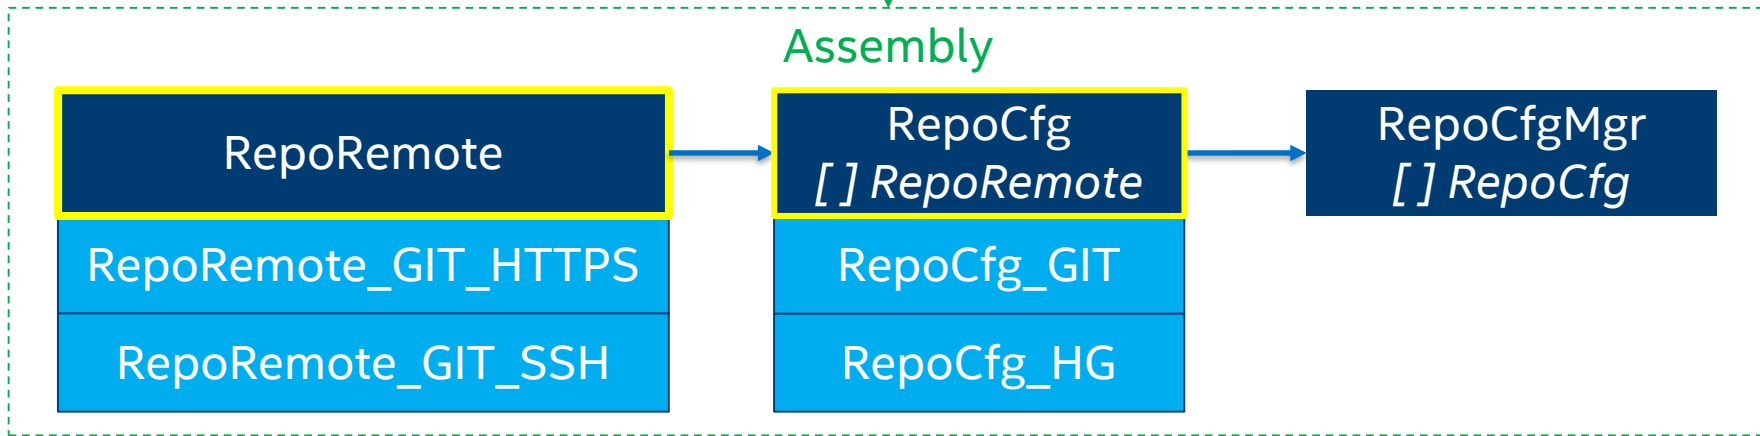 Assembly
RepoRemote
RepoRemote_GIT_HTTPS
RepoRemote_GIT_SSH
RepoCfg
[ ] RepoRemote
RepoCfg_GIT
RepoCfg_HG
RepoCfgMgr
[ ] RepoCfg